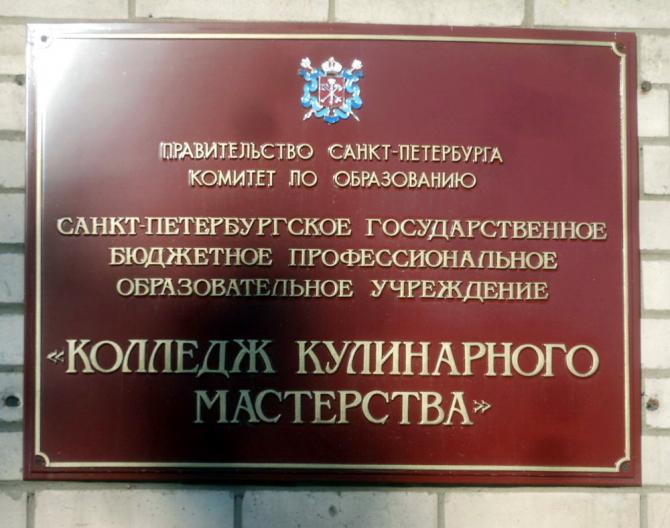 ПРАВИТЕЛЬСТВО САНКТ-ПЕТЕРБУРГА
КОМИТЕТ ПО ОБРАЗОВАНИЮ
САНКТ-ПЕТЕРБУРГСКОЕ ГОСУДАРСТВЕННОЕ
БЮДЖЕТНОЕ ПРОФЕССИОНАЛЬНОЕ
ОБРАЗОВАТЕЛЬНОЕ УЧРЕЖДЕНИЕ
«КОЛЛЕДЖ КУЛИНАРНОГО
МАСТЕРСТВА»